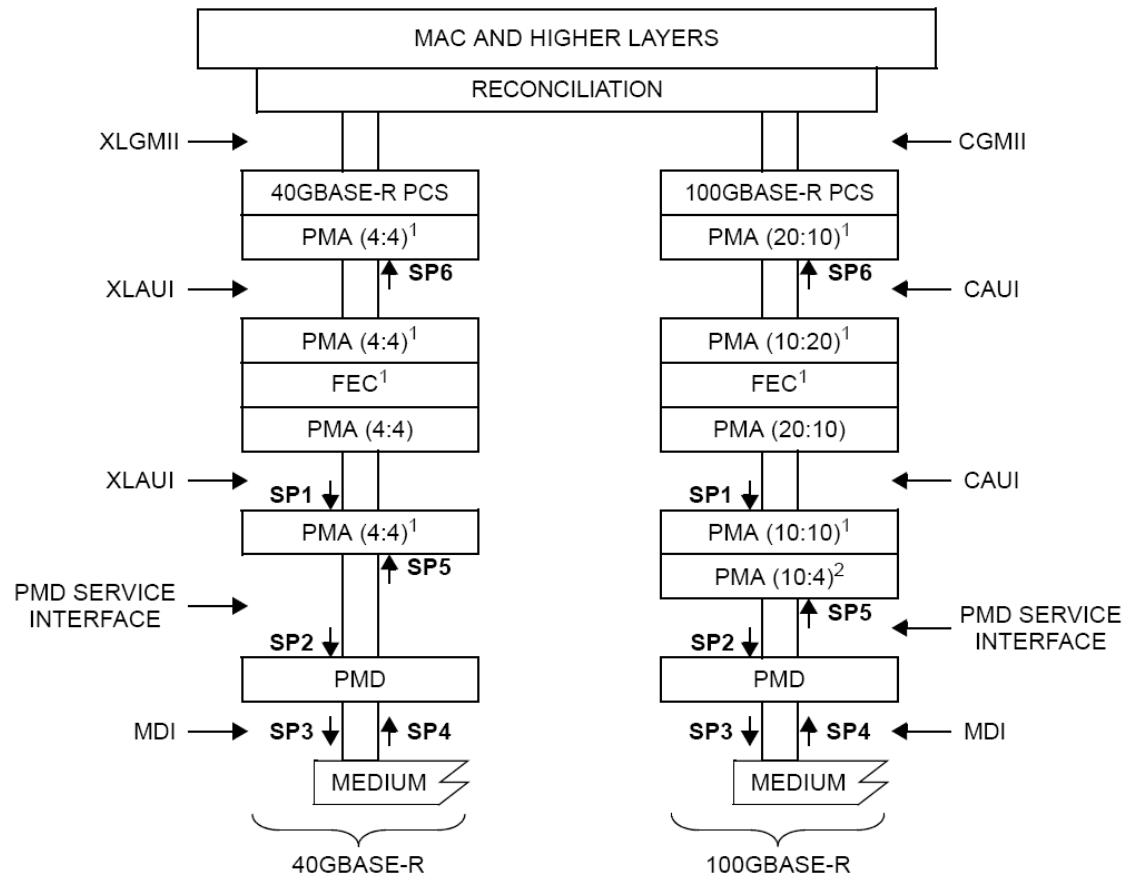 MAC AND HIGHER LAYERS
RECONCILIATION
XLGMII
CGMII
40GBASE-R PCS
100GBASE-R PCS
PMA (4:4)1
PMA (20:10)1
SP6
SP6
XLAUI
CAUI
PMA (4:4)1
PMA (10:20)1
FEC1
FEC1
PMA (4:4)
PMA (20:10)
XLAUI
SP1
SP1
CAUI
PMA (4:4)1
PMA (10:10)1
SP5
PMA (10:4)2
PMD SERVICE
INTERFACE
SP5
PMD SERVICE
INTERFACE
SP2
SP2
PMD
PMD
MDI
SP3
SP4
SP3
SP4
MDI
MEDIUM
MEDIUM
40GBASE-R
100GBASE-R